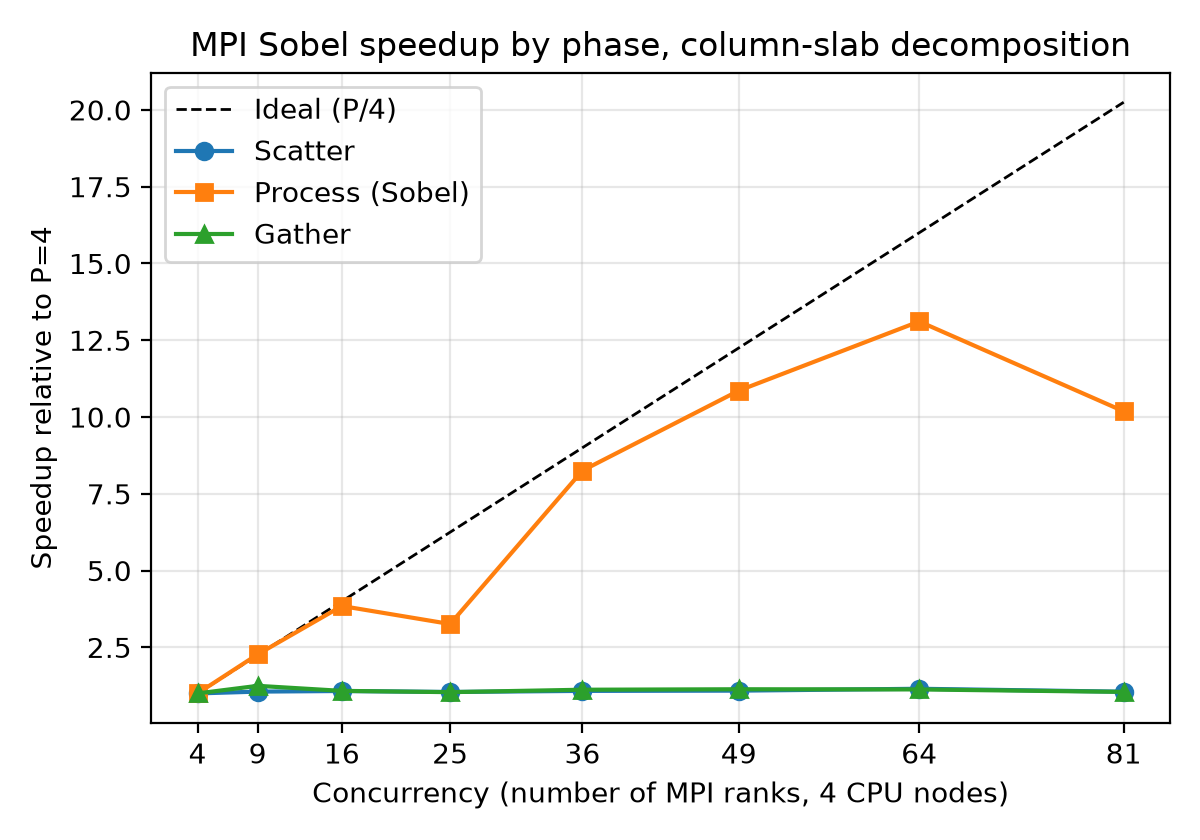 MPI Sobel speedup by phase, column-slab decomposition
Ideal (P/4)
Scatter
Process (Sobel)
Gather
Speedup relative to P=4
20.0
17.5
15.0
12.5
10.0
7.5
5.0
2.5
4 9 16 25 36 49 64 81
Concurrency (number of MPI ranks, 4 CPU nodes)